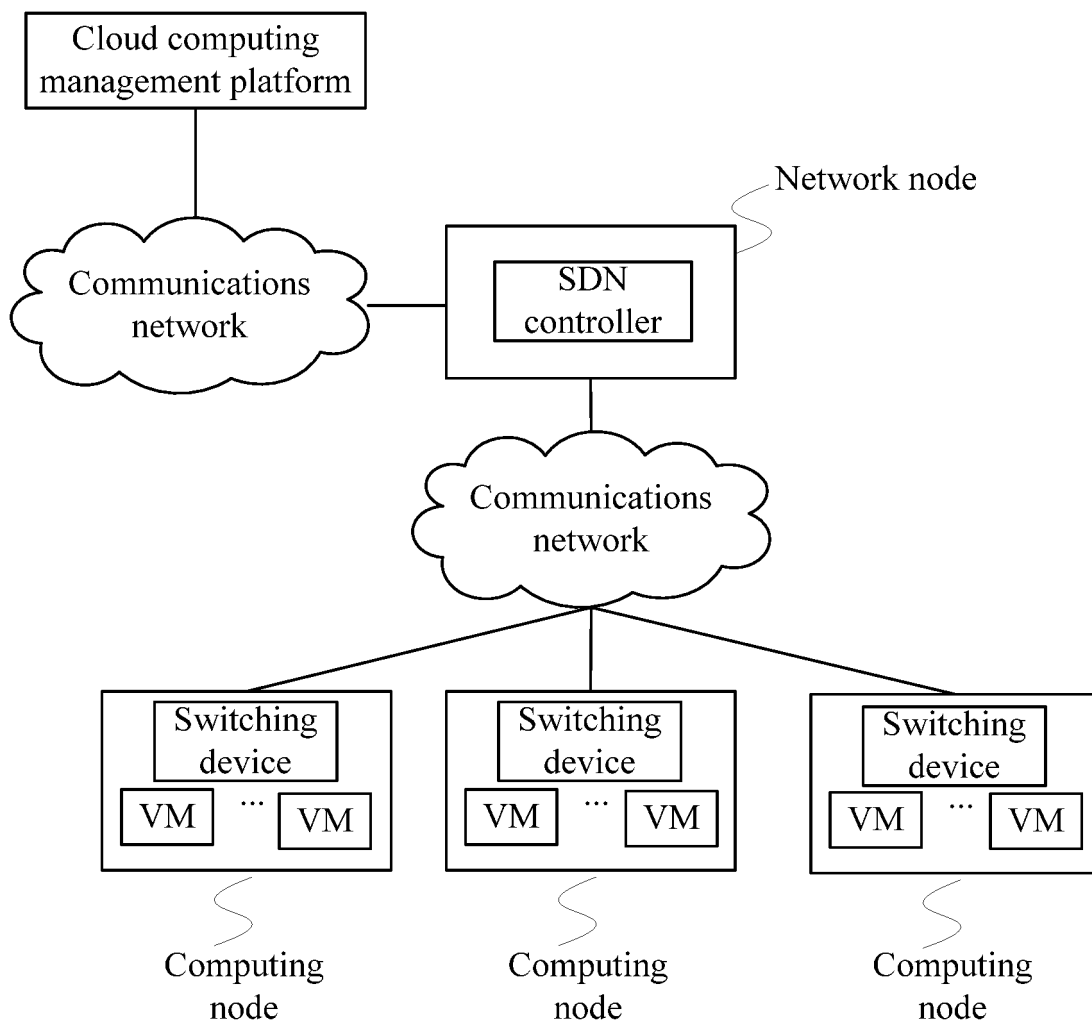 Cloud computing
management platform
Network node
Communications
network
SDN
controller
Communications
network
Switching
device
VM
...
VM
Switching
device
VM
...
VM
Switching
device
VM
...
VM
Computing
node
Computing
node
Computing
node